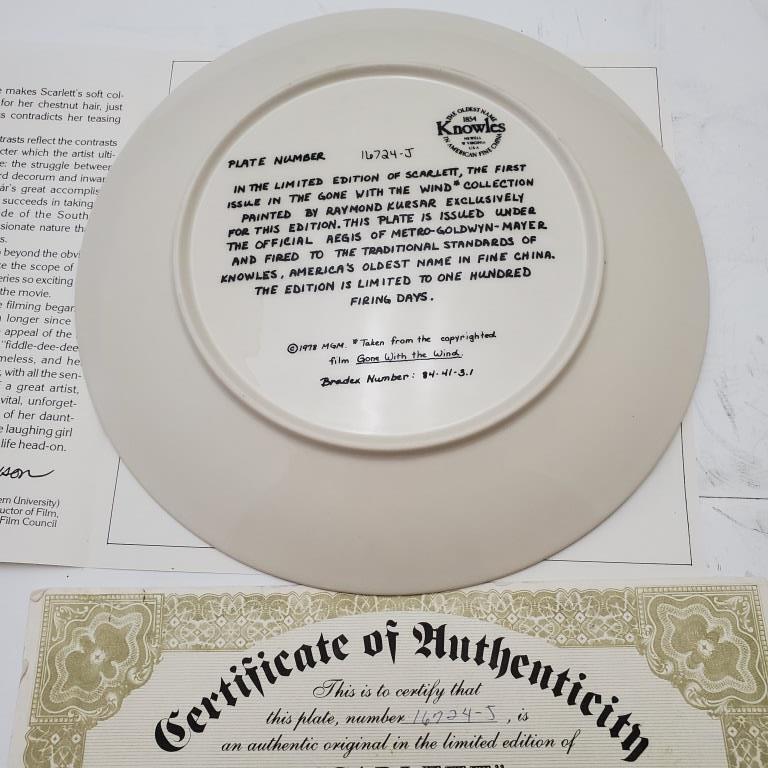 makes Scarlett's soft col-
for her chestnut hair, just
contradicts her teasing
trasts reflect the contrasts
cter which the artist ulti-
e: the struggle between
rd decorum and inwar
ar's great accomplis
succeeds in taking
de of the South
sionate nature th
s.
beyond the obvi
te the scope of
eries so exciting
the movie.
e filming began
longer since
appeal of the
"fiddle-dee-dee
meless, and he
, with all the sen-
a great artist,
vital, unforget-
of her daunt-
e laughing girl
life head-on.
ern University)
uctor of Film,
Film Council
THE OLDEST NAME
1854
Knowles
NEWELL
W. VIRGINIA
U.S.A.
IN AMERICAN FINE CHINA
PLATE NUMBER 16724-J
IN THE LIMITED EDITION OF SCARLETT, THE FIRST
ISSUE IN THE GONE WITH THE WIND* COLLECTION
PAINTED BY RAYMOND KURSAR EXCLUSIVELY
FOR THIS EDITION. THIS PLATE IS ISSUED UNDER
THE OFFICIAL AEGIS OF METRO-GOLDWYN-MAYER
AND FIRED TO THE TRADITIONAL STANDARDS OF
KNOWLES, AMERICA'S OLDEST NAME IN FINE CHINA.
THE EDITION IS LIMITED TO ONE HUNDRED
FIRING DAYS.
©1978 MGM. *Taken from the copyrighted
film Gone With the Wind.
Bradex Number: 84-41-3.1
Certificate of Authenticity
This is to certify that
this plate, number 16724-J, is
an authentic original in the limited edition of